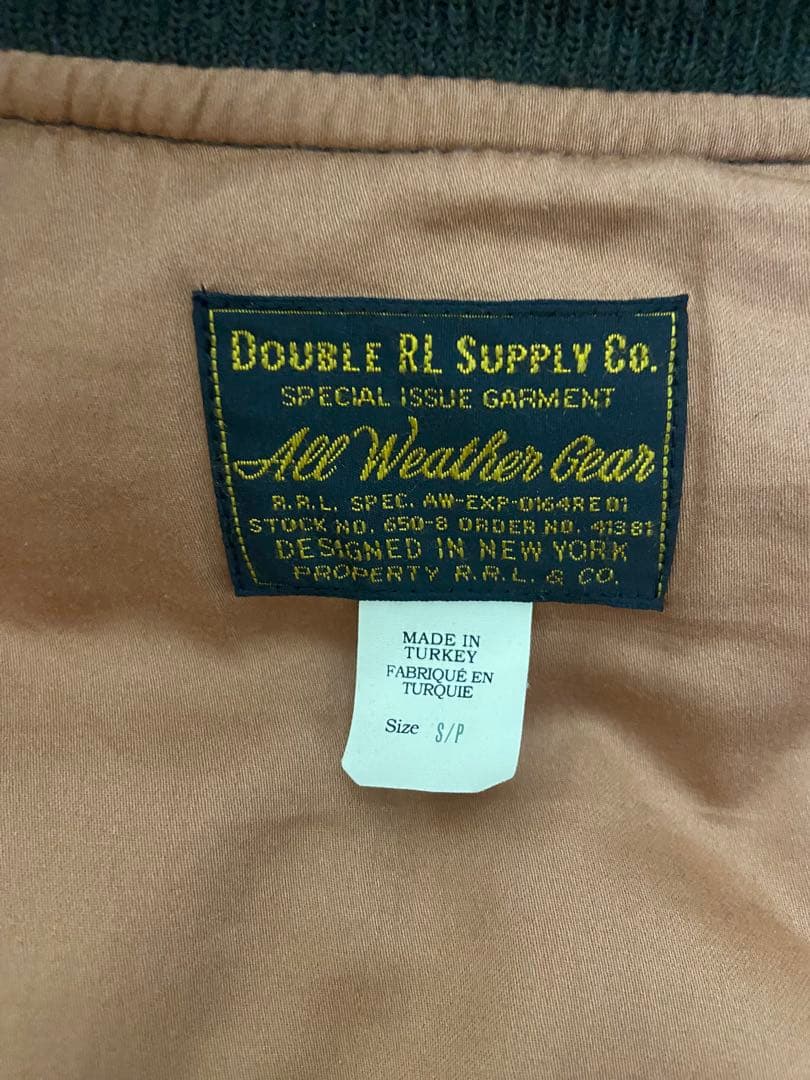 DOUBLE RL SUPPLY CO.
SPECIAL ISSUE GARMENT
All Weather Gear
R.R.L. SPEC. AW-EXP-0164RE01
STOCK NO. 650-8 ORDER NO. 41381
DESIGNED IN NEW YORK
PROPERTY R.R.L. & CO.
MADE IN
TURKEY
FABRIQUÉ EN
TURQUIE
Size S/P